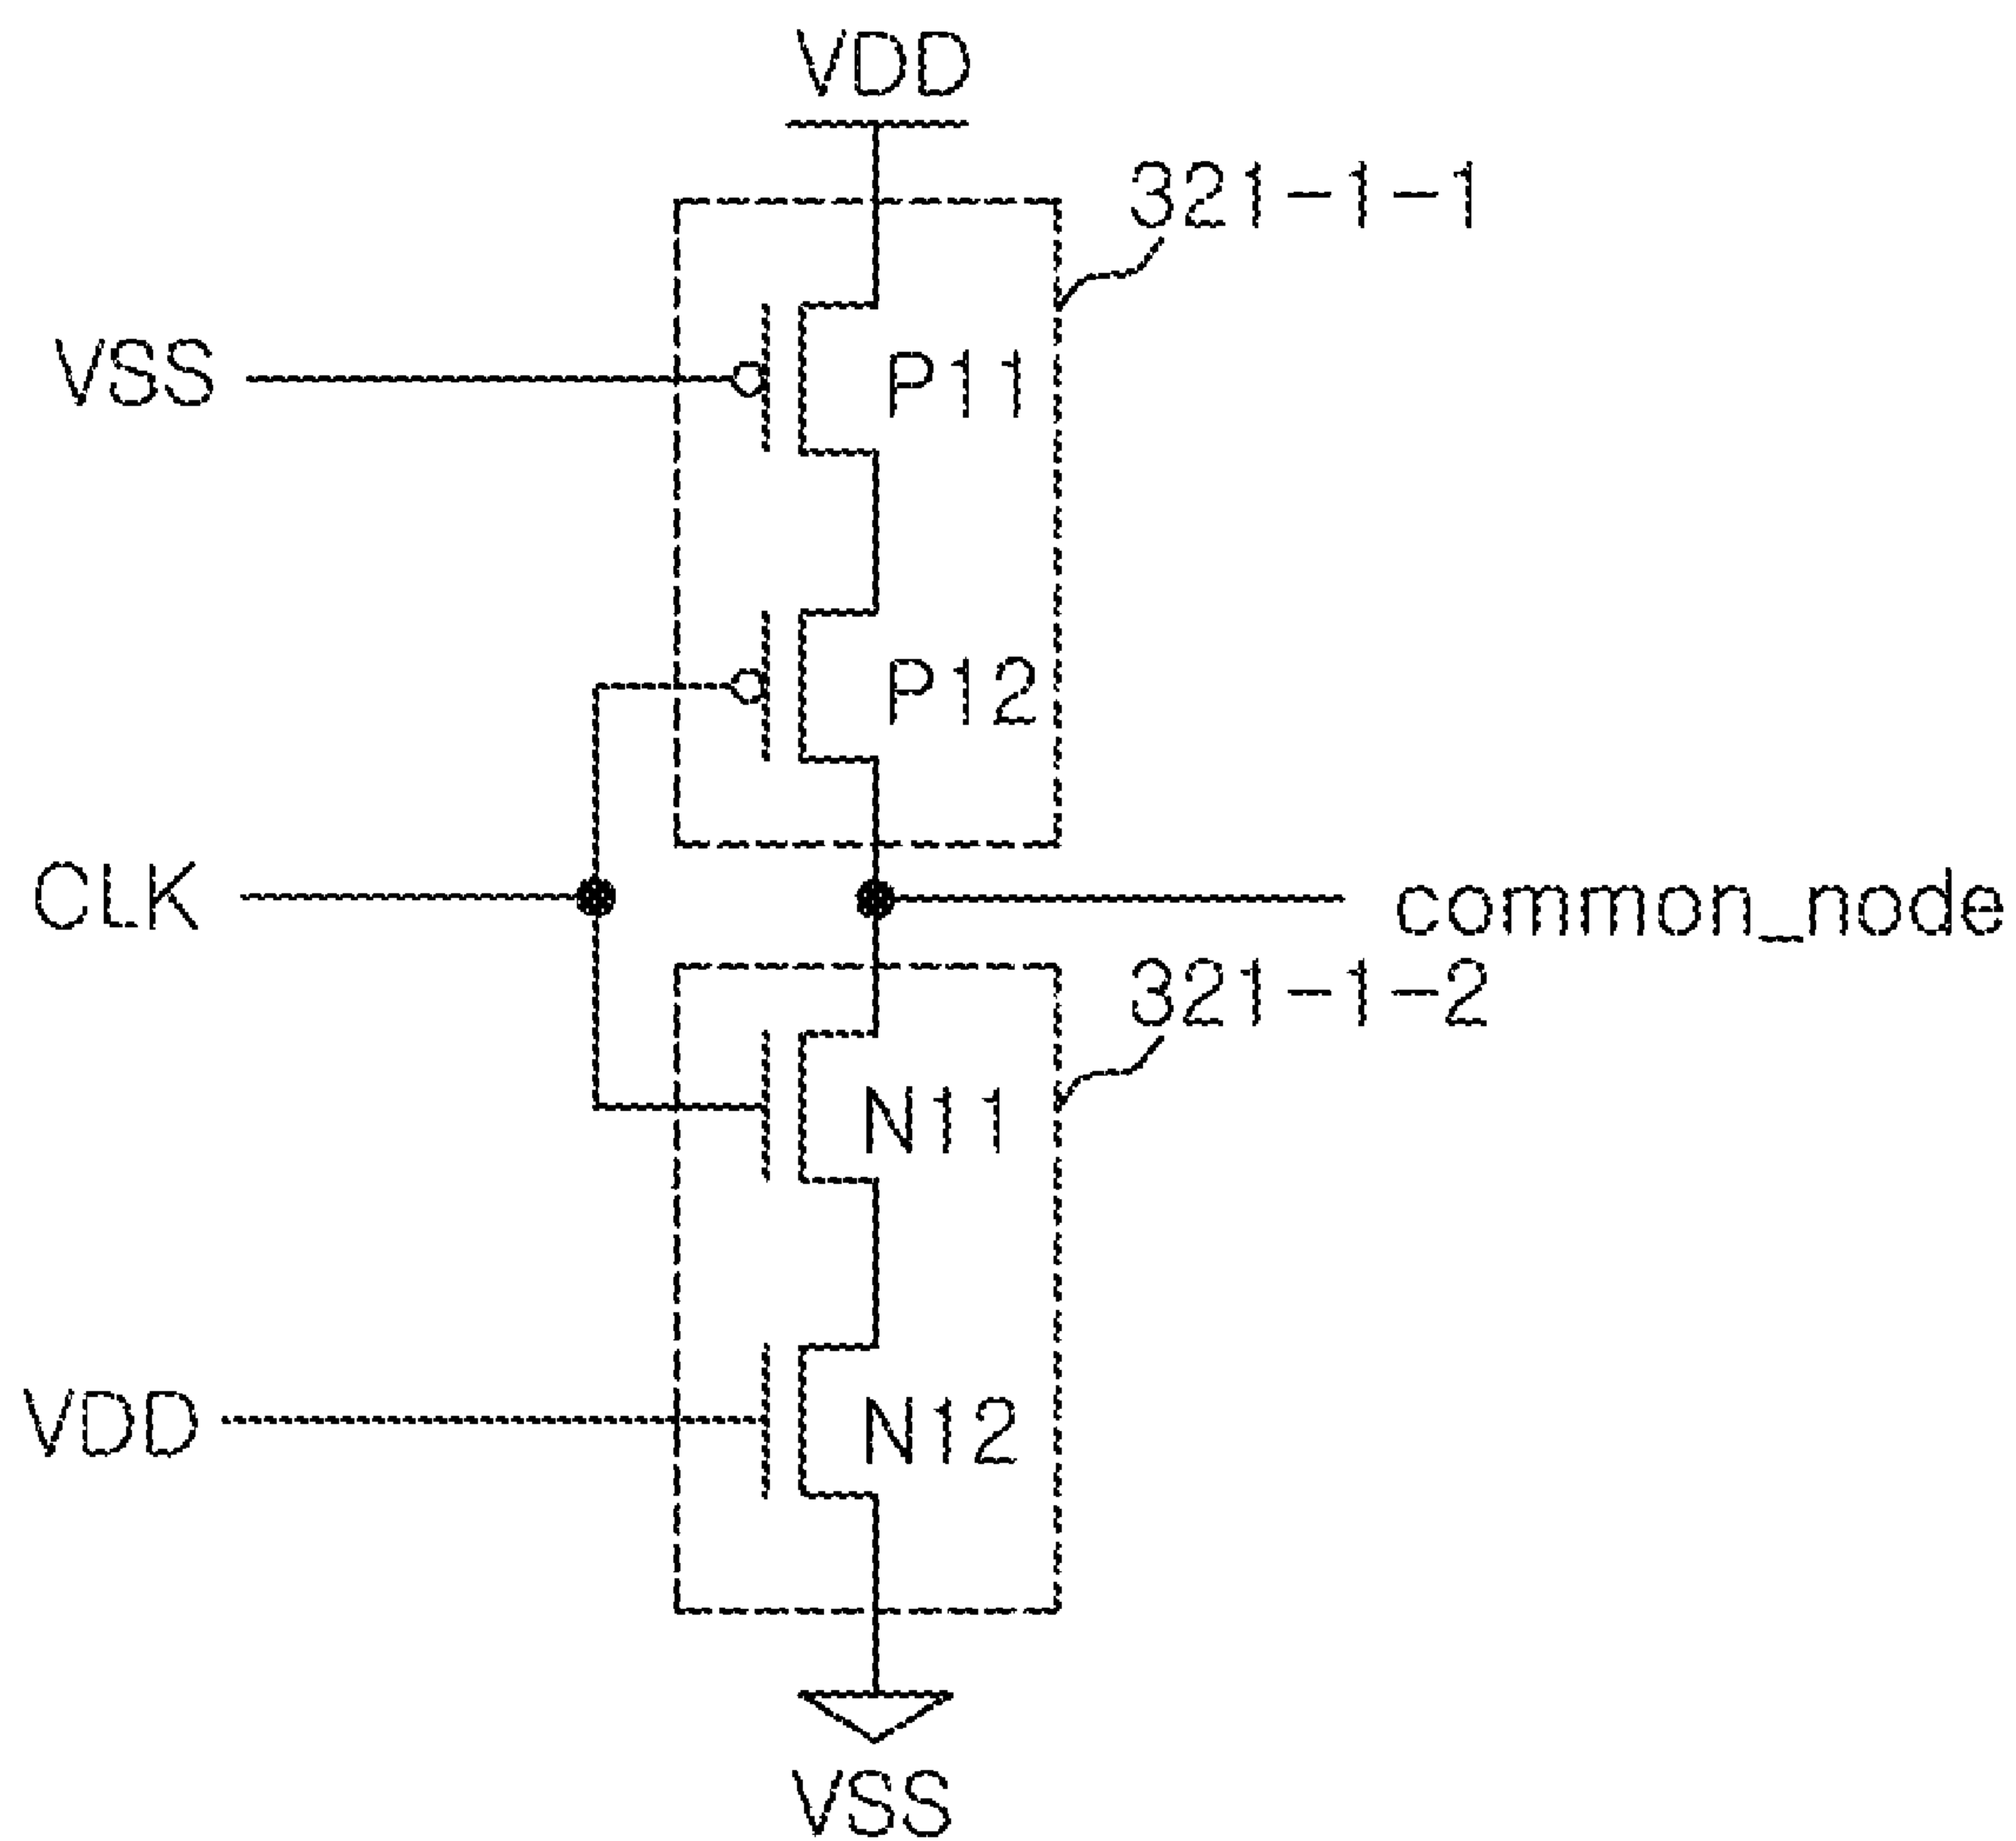 VDD
321-1-1
VSS
P11
P12
CLK
common_node
321-1-2
N11
VDD
N12
VSS